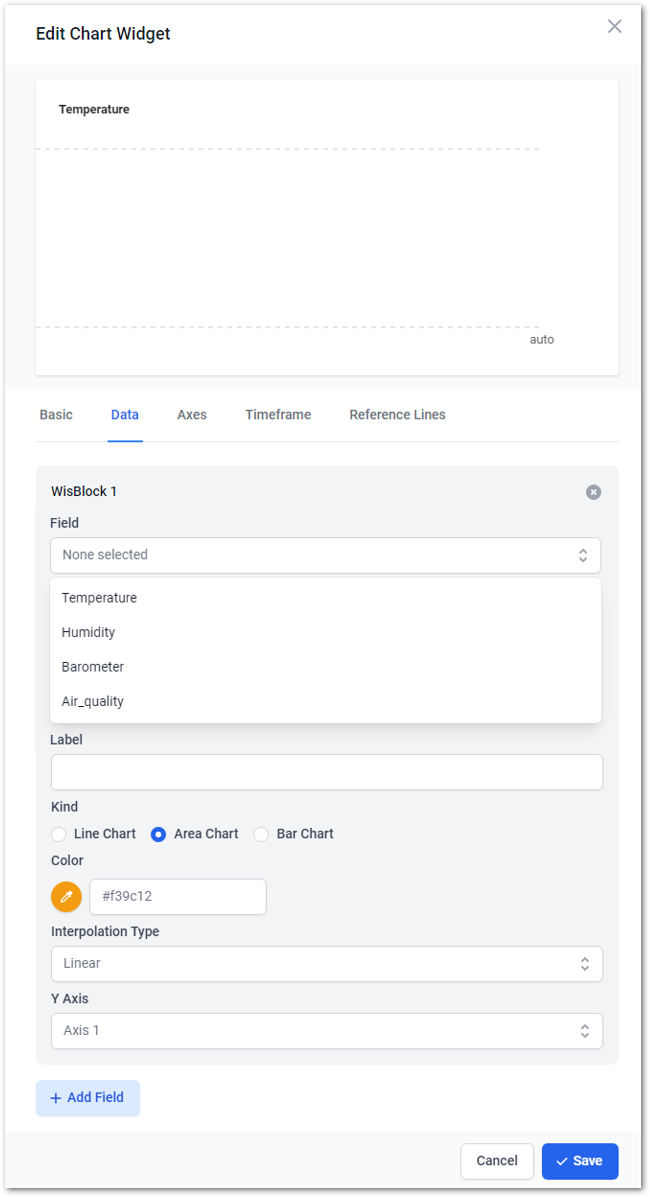 Edit Chart Widget
Temperature
auto
Basic Data Axes Timeframe Reference Lines
WisBlock 1
Field
None selected
Temperature
Humidity
Barometer
Air_quality
Label
Kind
Line Chart Area Chart Bar Chart
Color
#f39c12
Interpolation Type
Linear
Y Axis
Axis 1
+ Add Field
Cancel Save